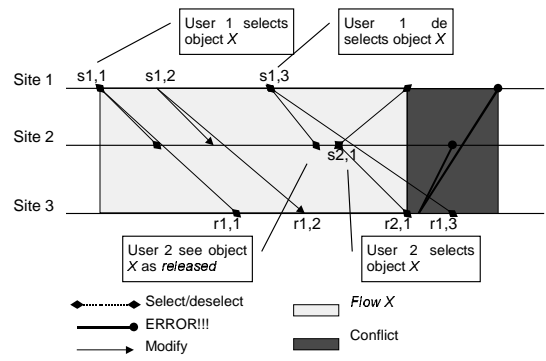 User 1 selects
object X
User 1 de
selects object X
s1,1
s1,2
s1,3
Site 1
Site 2
s2,1
Site 3
r1,1
r1,2
r2,1
r1,3
User 2 see object
X as released
User 2 selects
object X
Select/deselect
Flow X
ERROR!!!
Conflict
Modify